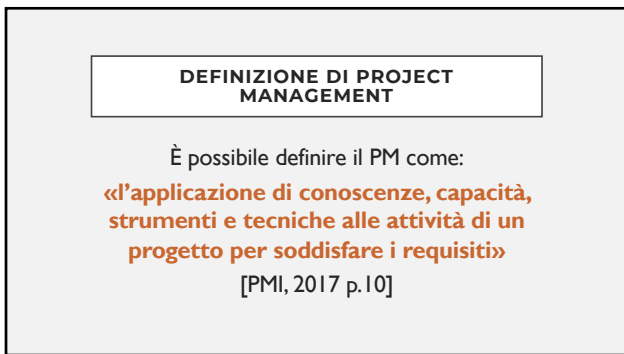 DEFINIZIONE DI PROJECT
MANAGEMENT
È possibile definire il PM come:
«l’applicazione di conoscenze, capacità,
strumenti e tecniche alle attività di un
progetto per soddisfare i requisiti»
[PMI, 2017 p.10]